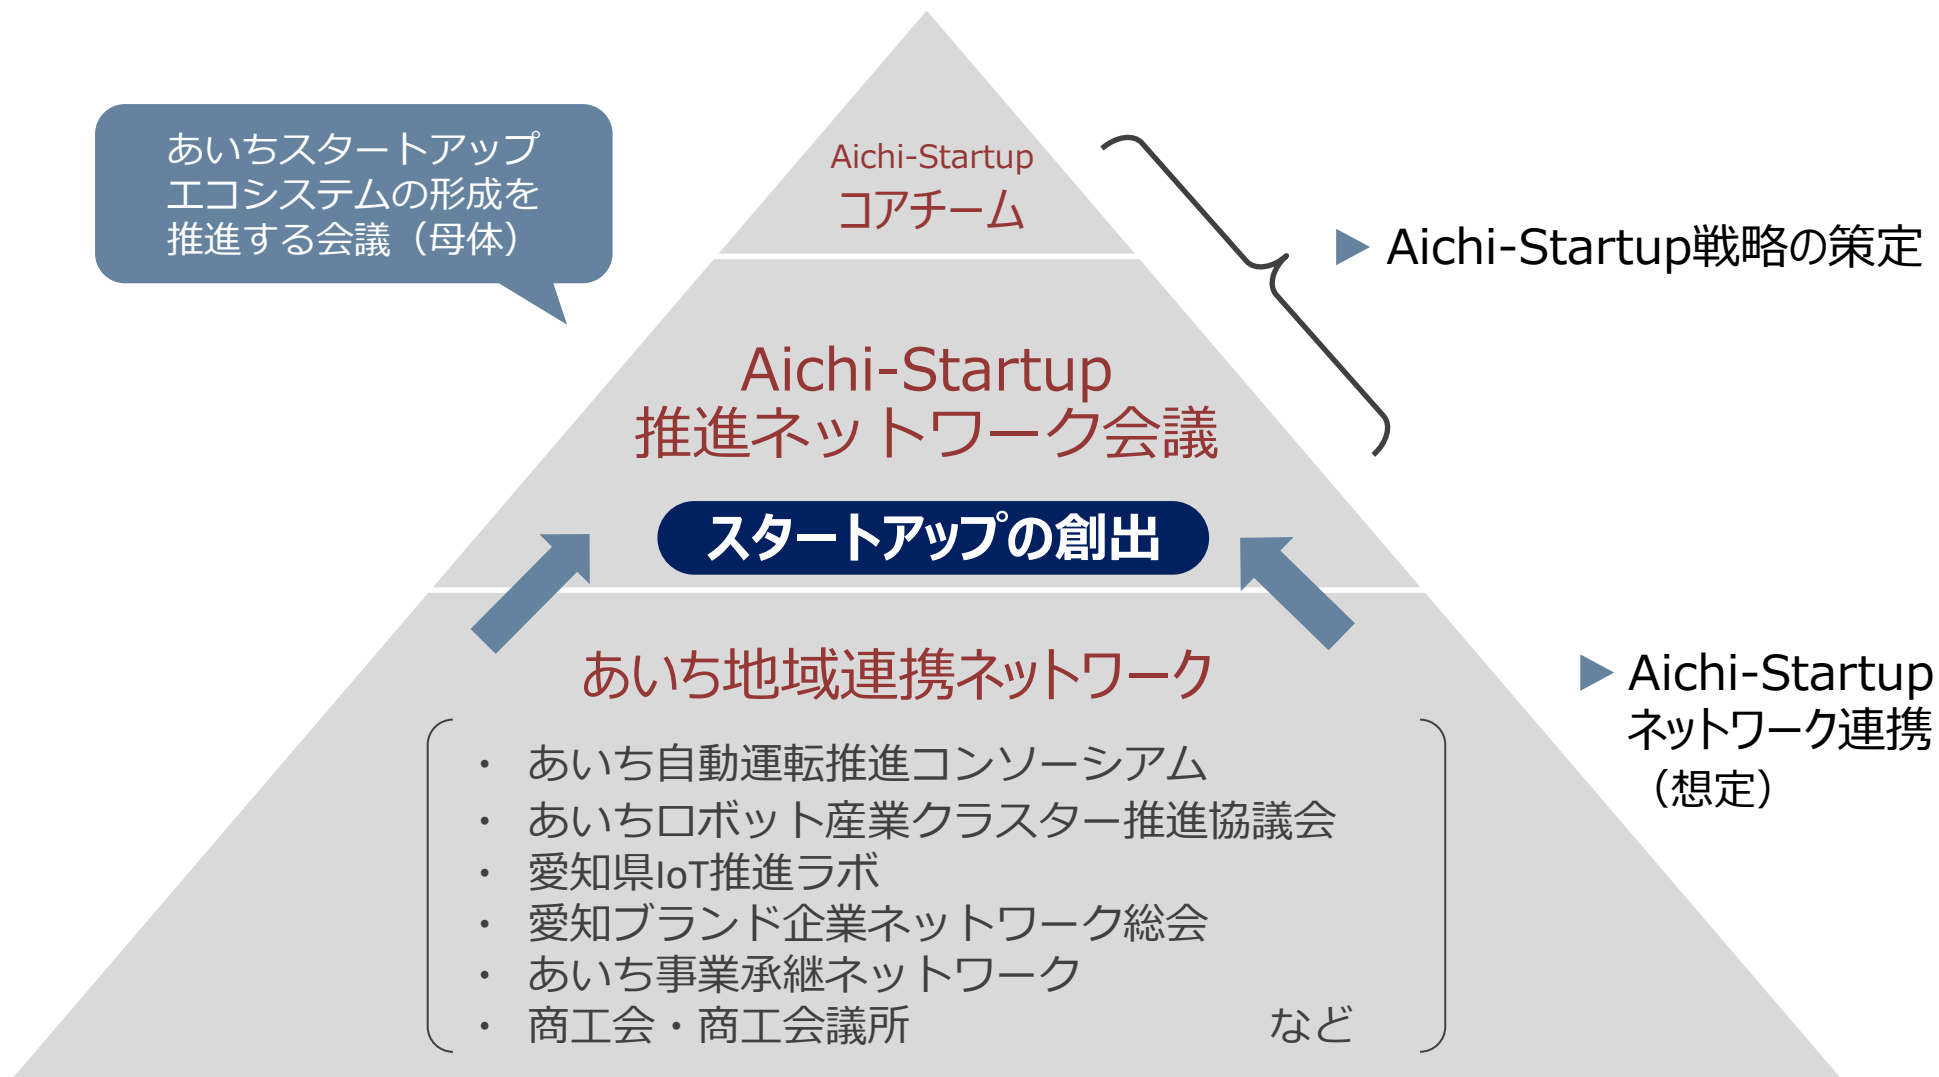 あいちスタートアップ
エコシステムの形成を
推進する会議（母体）
Aichi-Startup
コアチーム
▶ Aichi-Startup戦略の策定
Aichi-Startup
推進ネットワーク会議
スタートアップの創出
あいち地域連携ネットワーク
・ あいち自動運転推進コンソーシアム
・ あいちロボット産業クラスター推進協議会
・ 愛知県IoT推進ラボ
・ 愛知ブランド企業ネットワーク総会
・ あいち事業承継ネットワーク
・ 商工会・商工会議所 など
▶ Aichi-Startup
ネットワーク連携
（想定）